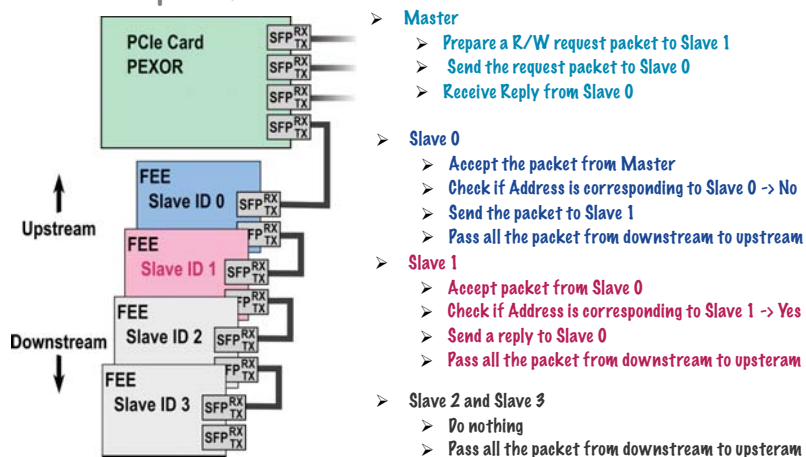 PCIe Card
PEXOR
SFP RX TX
SFP RX TX
SFP RX TX
SFP RX TX
FEE
Slave ID 0
SFP RX TX
FP RX TX
Upstream
FEE
Slave ID 1
SFP RX TX
FP RX TX
FEE
Slave ID 2
SFP RX TX
FP RX TX
Downstream
FEE
Slave ID 3
SFP RX TX
SFP RX TX
➢ Master
➢ Prepare a R/W request packet to Slave 1
➢ Send the request packet to Slave 0
➢ Receive Reply from Slave 0
➢ Slave 0
➢ Accept the packet from Master
➢ Check if Address is corresponding to Slave 0 -> No
➢ Send the packet to Slave 1
➢ Pass all the packet from downstream to upstream
➢ Slave 1
➢ Accept packet from Slave 0
➢ Check if Address is corresponding to Slave 1 -> Yes
➢ Send a reply to Slave 0
➢ Pass all the packet from downstream to upsteram
➢ Slave 2 and Slave 3
➢ Do nothing
➢ Pass all the packet from downstream to upsteram